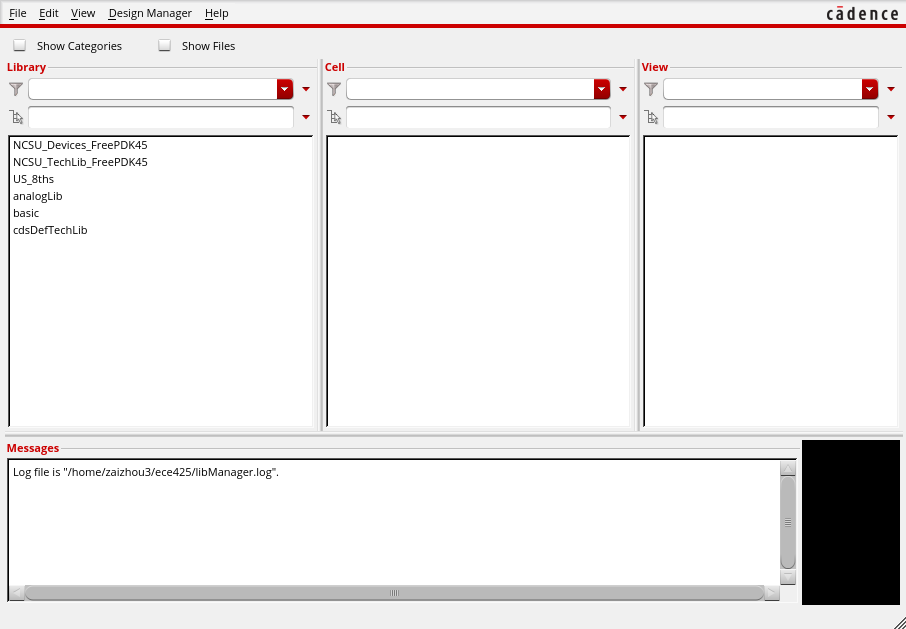 File Edit View Design Manager Help
cādence
Show Categories Show Files
Library Cell View
NCSU_Devices_FreePDK45
NCSU_TechLib_FreePDK45
US_8ths
analogLib
basic
cdsDefTechLib
Messages
Log file is "/home/zaizhou3/ece425/libManager.log".